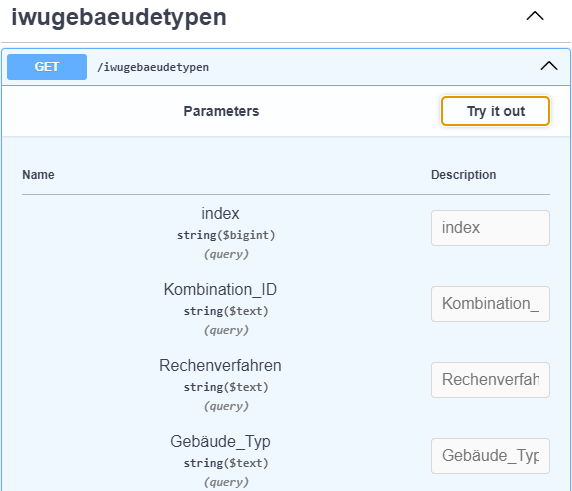 iwugebaeudetypen
GET /iwugebaeudetypen
Parameters Try it out
Name Description
index index
string($bigint)
(query)
Kombination_ID Kombination_
string($text)
(query)
Rechenverfahren Rechenverfah
string($text)
(query)
Gebäude_Typ Gebäude_Typ
string($text)
(query)